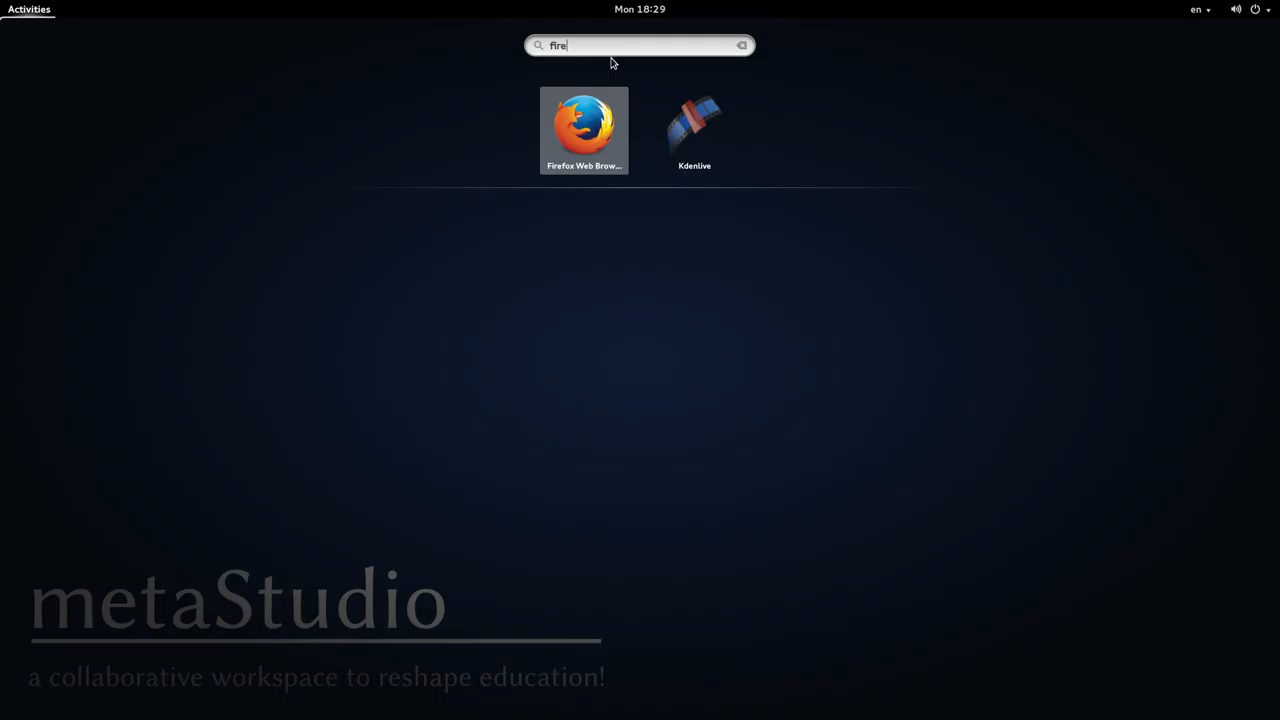 Activities
Mon 18:29
en
fire
Firefox Web Brow...
Kdenlive
metaStudio
a collaborative workspace to reshape education!